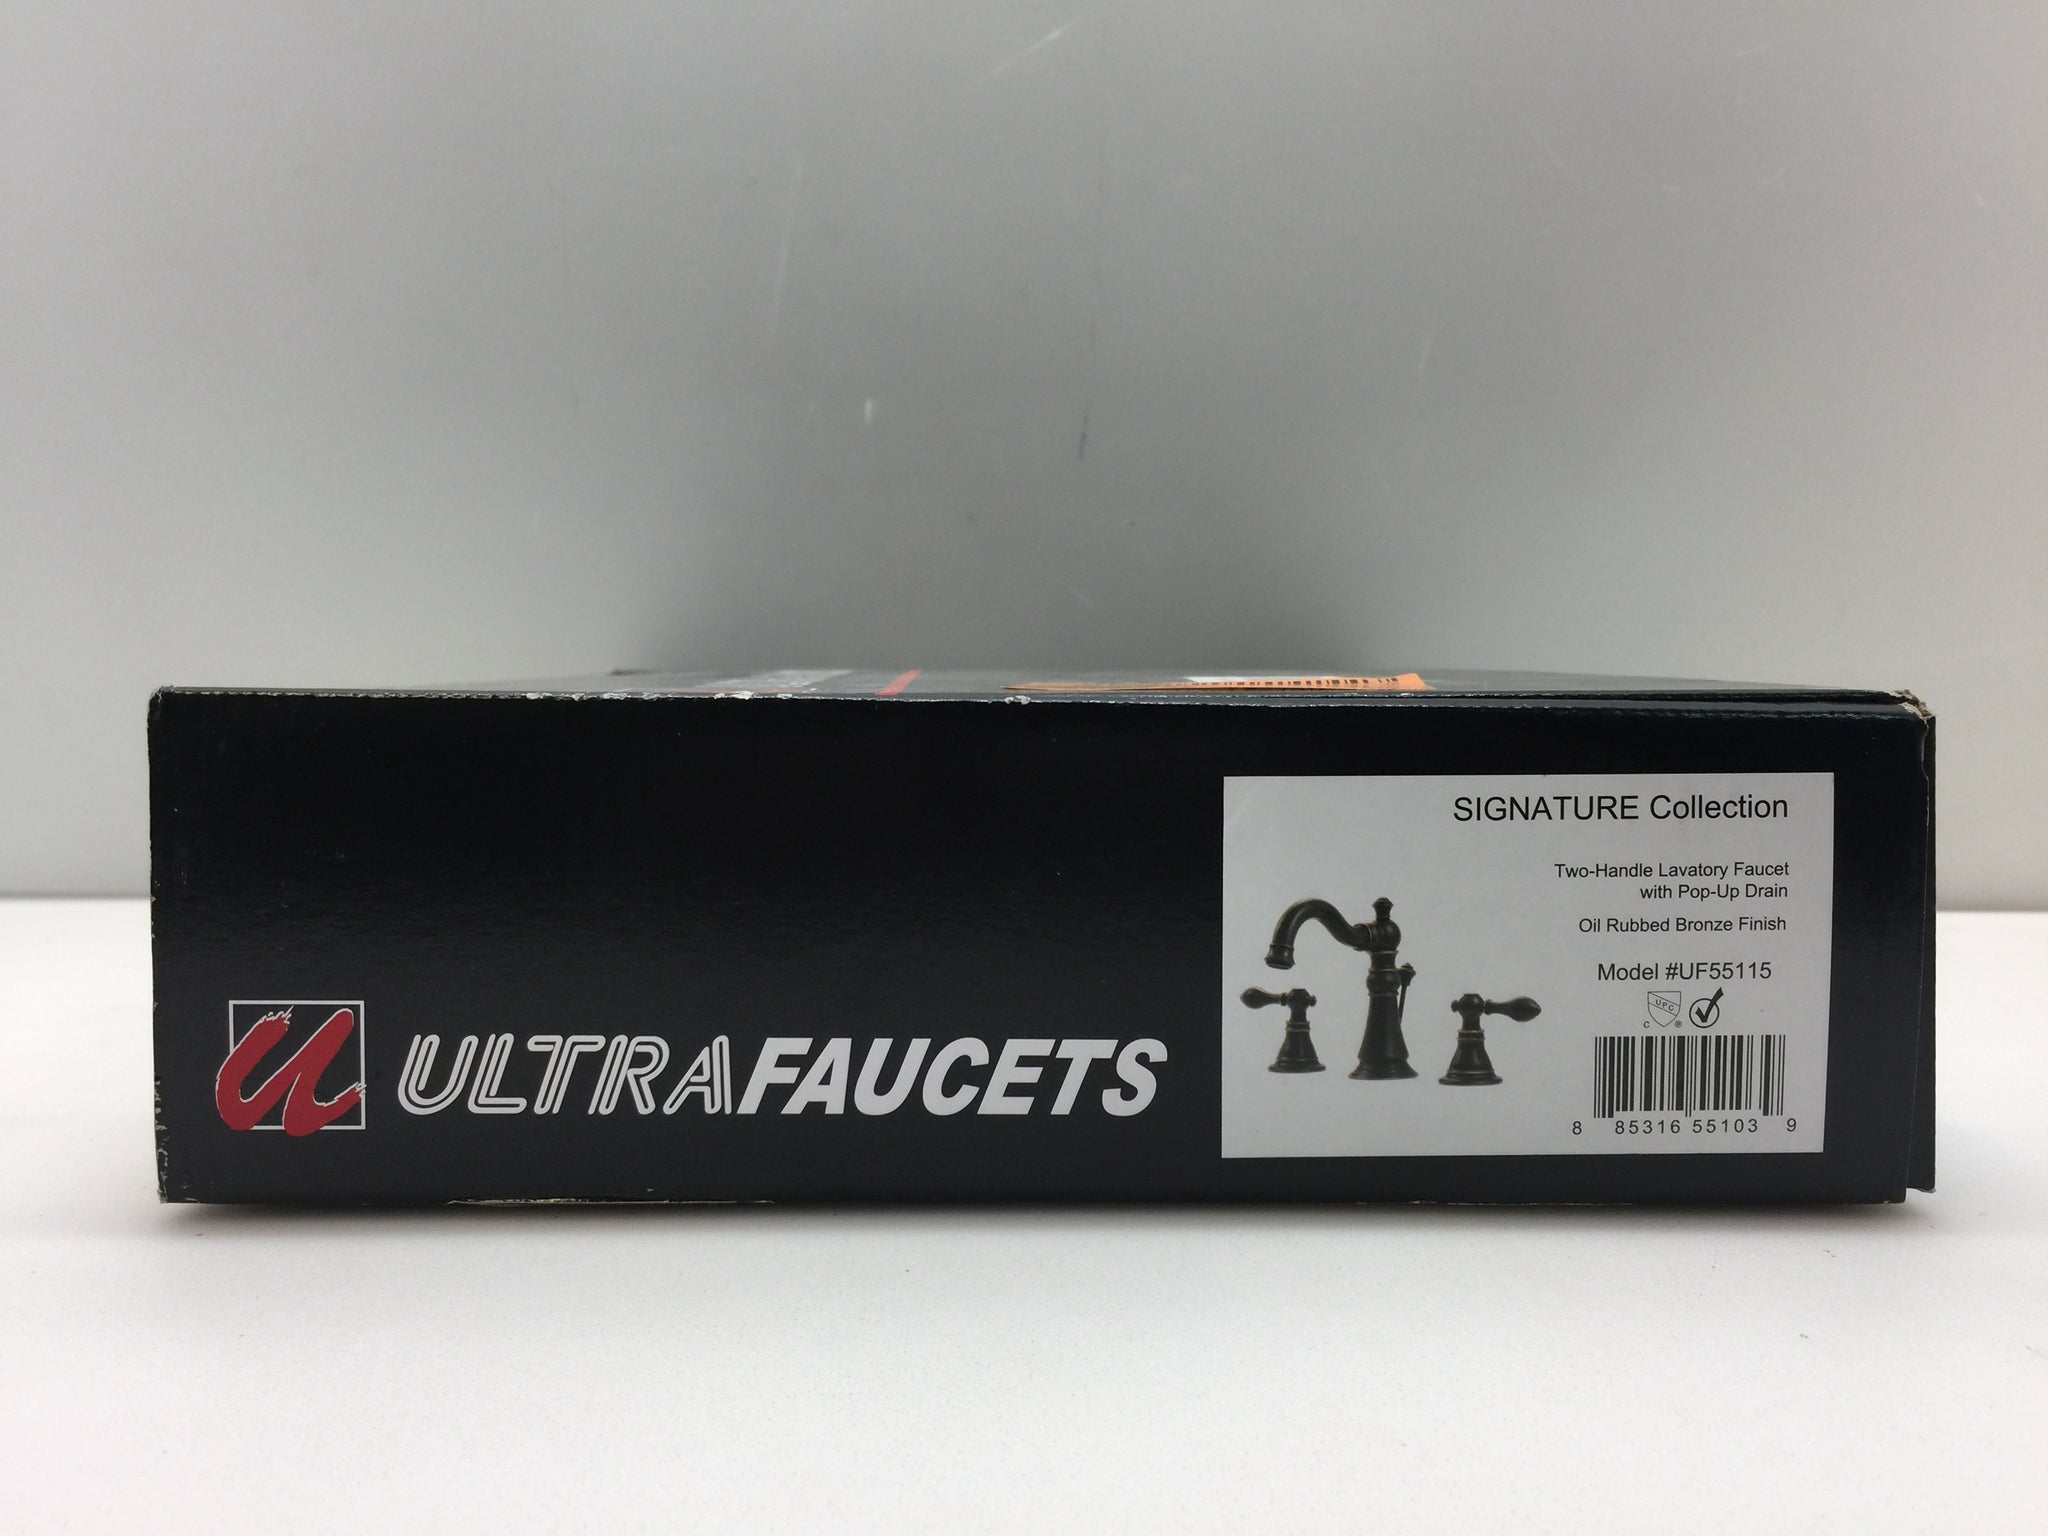 U ULTRAFAUCETS
SIGNATURE Collection
Two-Handle Lavatory Faucet
with Pop-Up Drain
Oil Rubbed Bronze Finish
Model #UF55115
C UPC ®
8 85316 55103 9